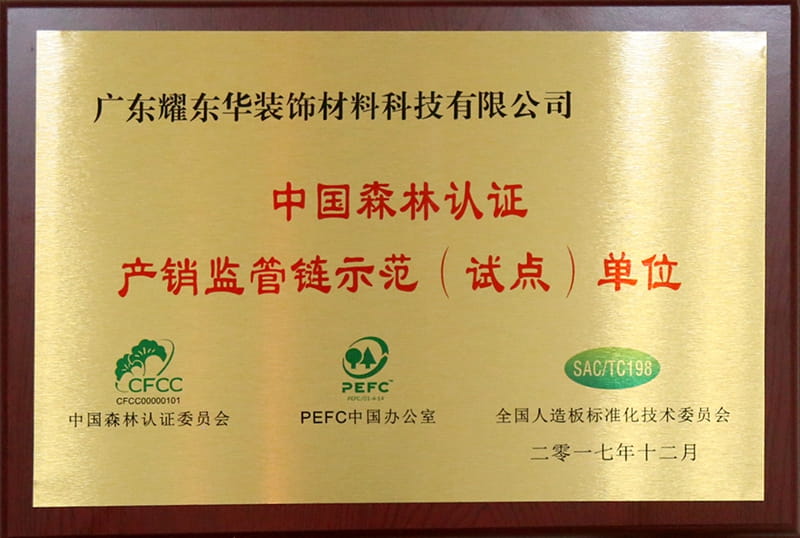 广东耀东华装饰材料科技有限公司
中国森林认证
产销监管链示范（试点）单位
CFCC
CFCC00000101
中国森林认证委员会
PEFC™
PEFC/01-4-14
PEFC中国办公室
SAC/TC198
全国人造板标准化技术委员会
二零一七年十二月